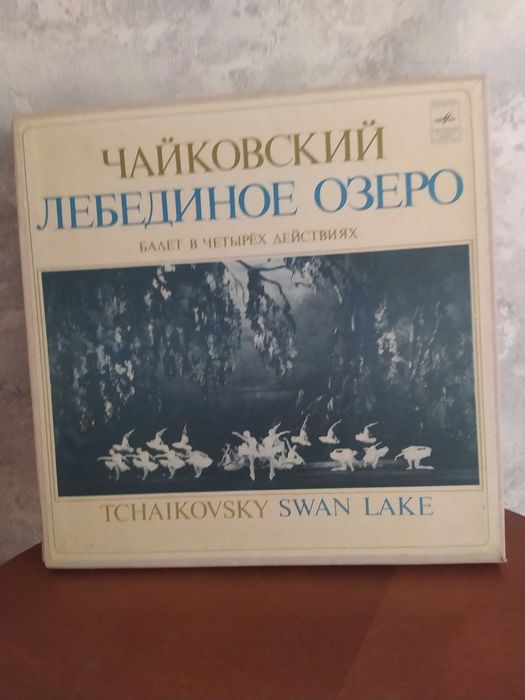 ЧАЙКОВСКИЙ
ЛЕБЕДИНОЕ ОЗЕРО
БАЛЕТ В ЧЕТЫРЁХ ДЕЙСТВИЯХ
TCHAIKOVSKY SWAN LAKE